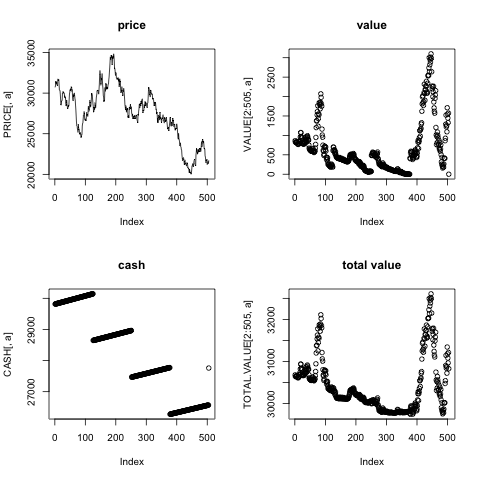 price
value
PRICE[, a]
35000
30000
25000
20000
0 100 200 300 400 500
Index
VALUE[2:505, a]
2500
1500
500
0
0 100 200 300 400 500
Index
cash
total value
CASH[, a]
29000
27000
0 100 200 300 400 500
Index
TOTAL.VALUE[2:505, a]
32000
31000
30000
0 100 200 300 400 500
Index